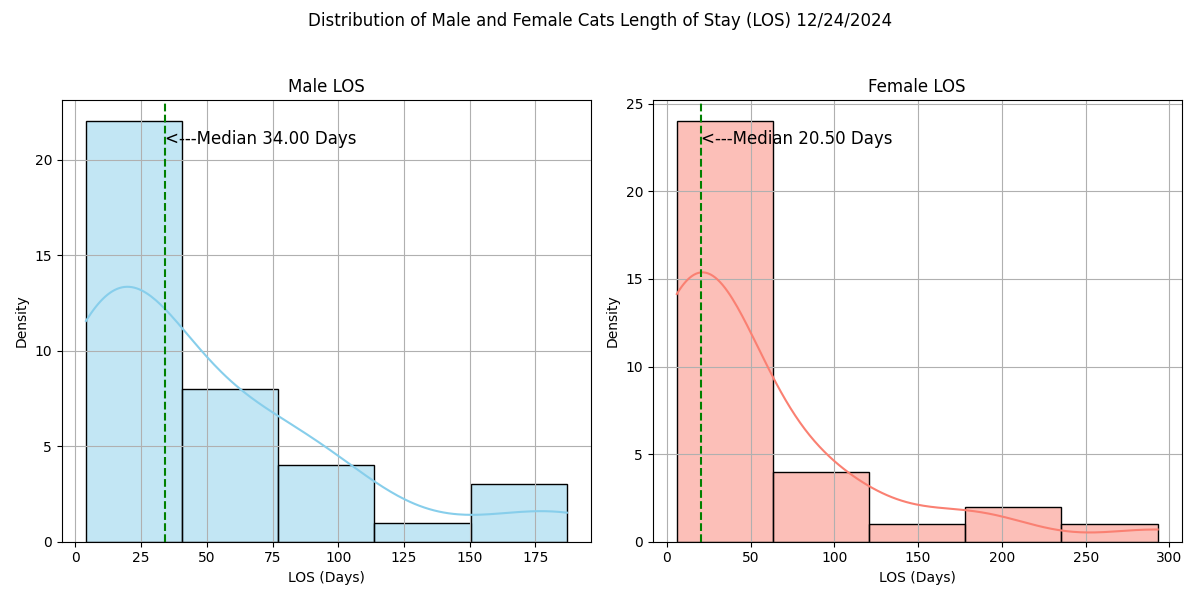 Distribution of Male and Female Cats Length of Stay (LOS) 12/24/2024
Male LOS
<---Median 34.00 Days
Density
20
15
10
5
0
0 25 50 75 100 125 150 175
LOS (Days)
Female LOS
<---Median 20.50 Days
Density
25
20
15
10
5
0
0 50 100 150 200 250 300
LOS (Days)